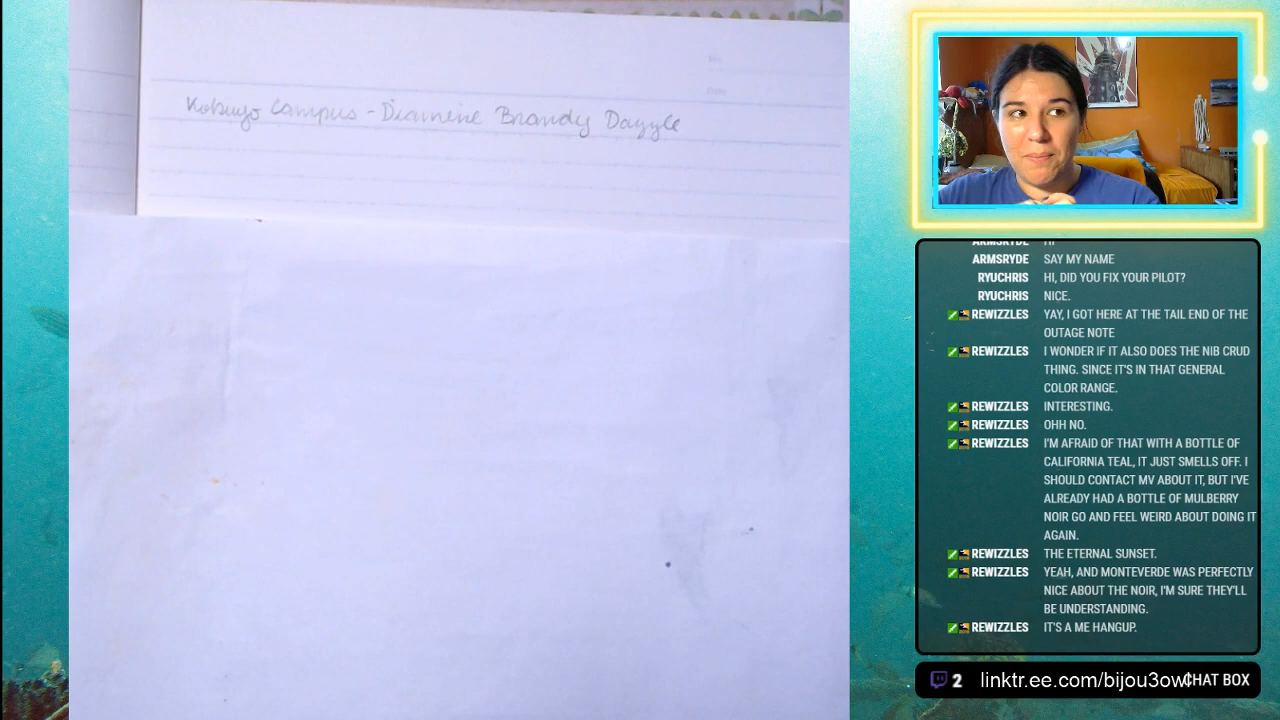 Kokuyo Campus - Diamine Brandy Dazzle
ARMSRYDE HI
ARMSRYDE SAY MY NAME
RYUCHRIS HI, DID YOU FIX YOUR PILOT?
RYUCHRIS NICE.
REWIZZLES YAY, I GOT HERE AT THE TAIL END OF THE
OUTAGE NOTE
REWIZZLES I WONDER IF IT ALSO DOES THE NIB CRUD
THING. SINCE IT'S IN THAT GENERAL
COLOR RANGE.
REWIZZLES INTERESTING.
REWIZZLES OHH NO.
REWIZZLES I'M AFRAID OF THAT WITH A BOTTLE OF
CALIFORNIA TEAL, IT JUST SMELLS OFF. I
SHOULD CONTACT MV ABOUT IT, BUT I'VE
ALREADY HAD A BOTTLE OF MULBERRY
NOIR GO AND FEEL WEIRD ABOUT DOING IT
AGAIN.
REWIZZLES THE ETERNAL SUNSET.
REWIZZLES YEAH, AND MONTEVERDE WAS PERFECTLY
NICE ABOUT THE NOIR, I'M SURE THEY'LL
BE UNDERSTANDING.
REWIZZLES IT'S A ME HANGUP.
2 linktr.ee.com/bijou3owl CHAT BOX